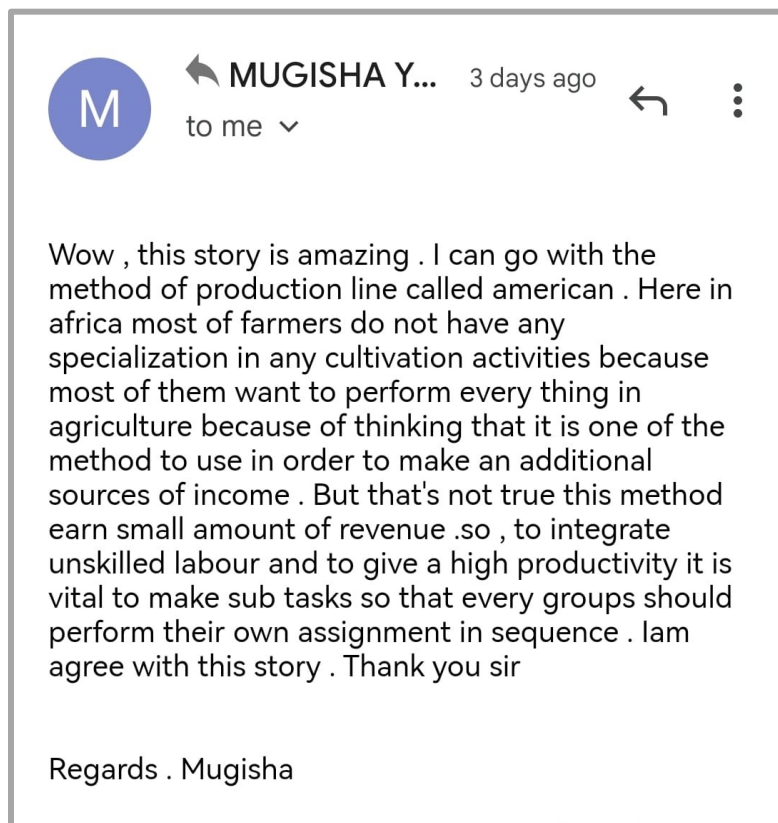 M
MUGISHA Y...
3 days ago
to me
Wow , this story is amazing . I can go with the
method of production line called american . Here in
africa most of farmers do not have any
specialization in any cultivation activities because
most of them want to perform every thing in
agriculture because of thinking that it is one of the
method to use in order to make an additional
sources of income . But that's not true this method
earn small amount of revenue .so , to integrate
unskilled labour and to give a high productivity it is
vital to make sub tasks so that every groups should
perform their own assignment in sequence . Iam
agree with this story . Thank you sir
Regards . Mugisha